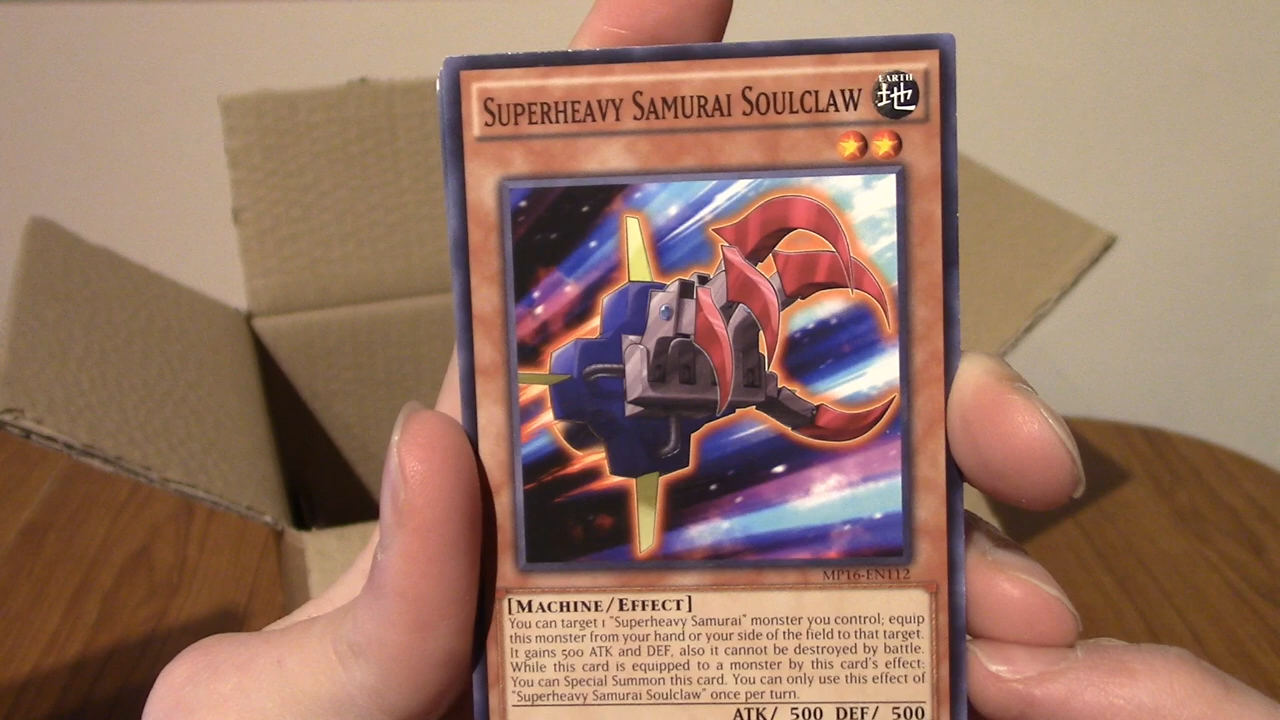 SUPERHEAVY SAMURAI SOULCLAW
EARTH
地
MP16-EN112
[MACHINE/EFFECT]
You can target 1 "Superheavy Samurai" monster you control; equip
this monster from your hand or your side of the field to that target.
It gains 500 ATK and DEF, also it cannot be destroyed by battle.
While this card is equipped to a monster by this card's effect:
You can Special Summon this card. You can only use this effect of
"Superheavy Samurai Soulclaw" once per turn.
ATK/ 500 DEF/ 500